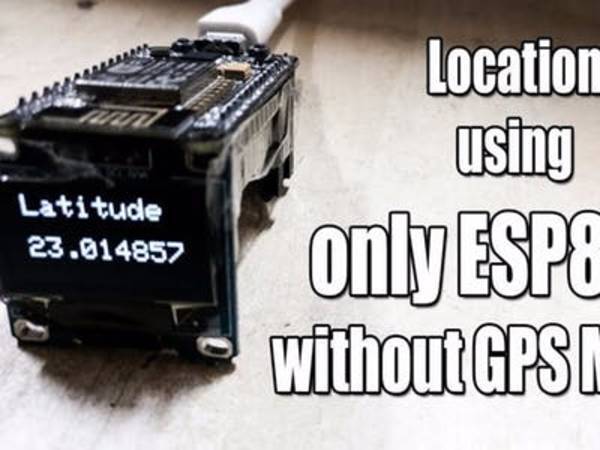 Latitude
23.014857
Location
using
only ESP8
without GPS M